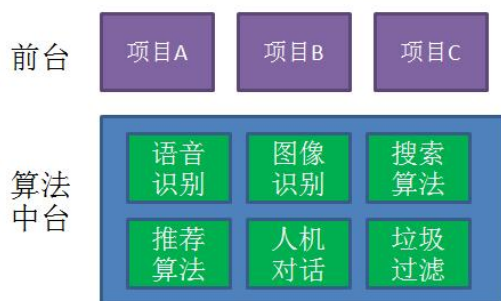 前台
项目A
项目B
项目C
算法
中台
语音
识别
图像
识别
搜索
算法
推荐
算法
人机
对话
垃圾
过滤